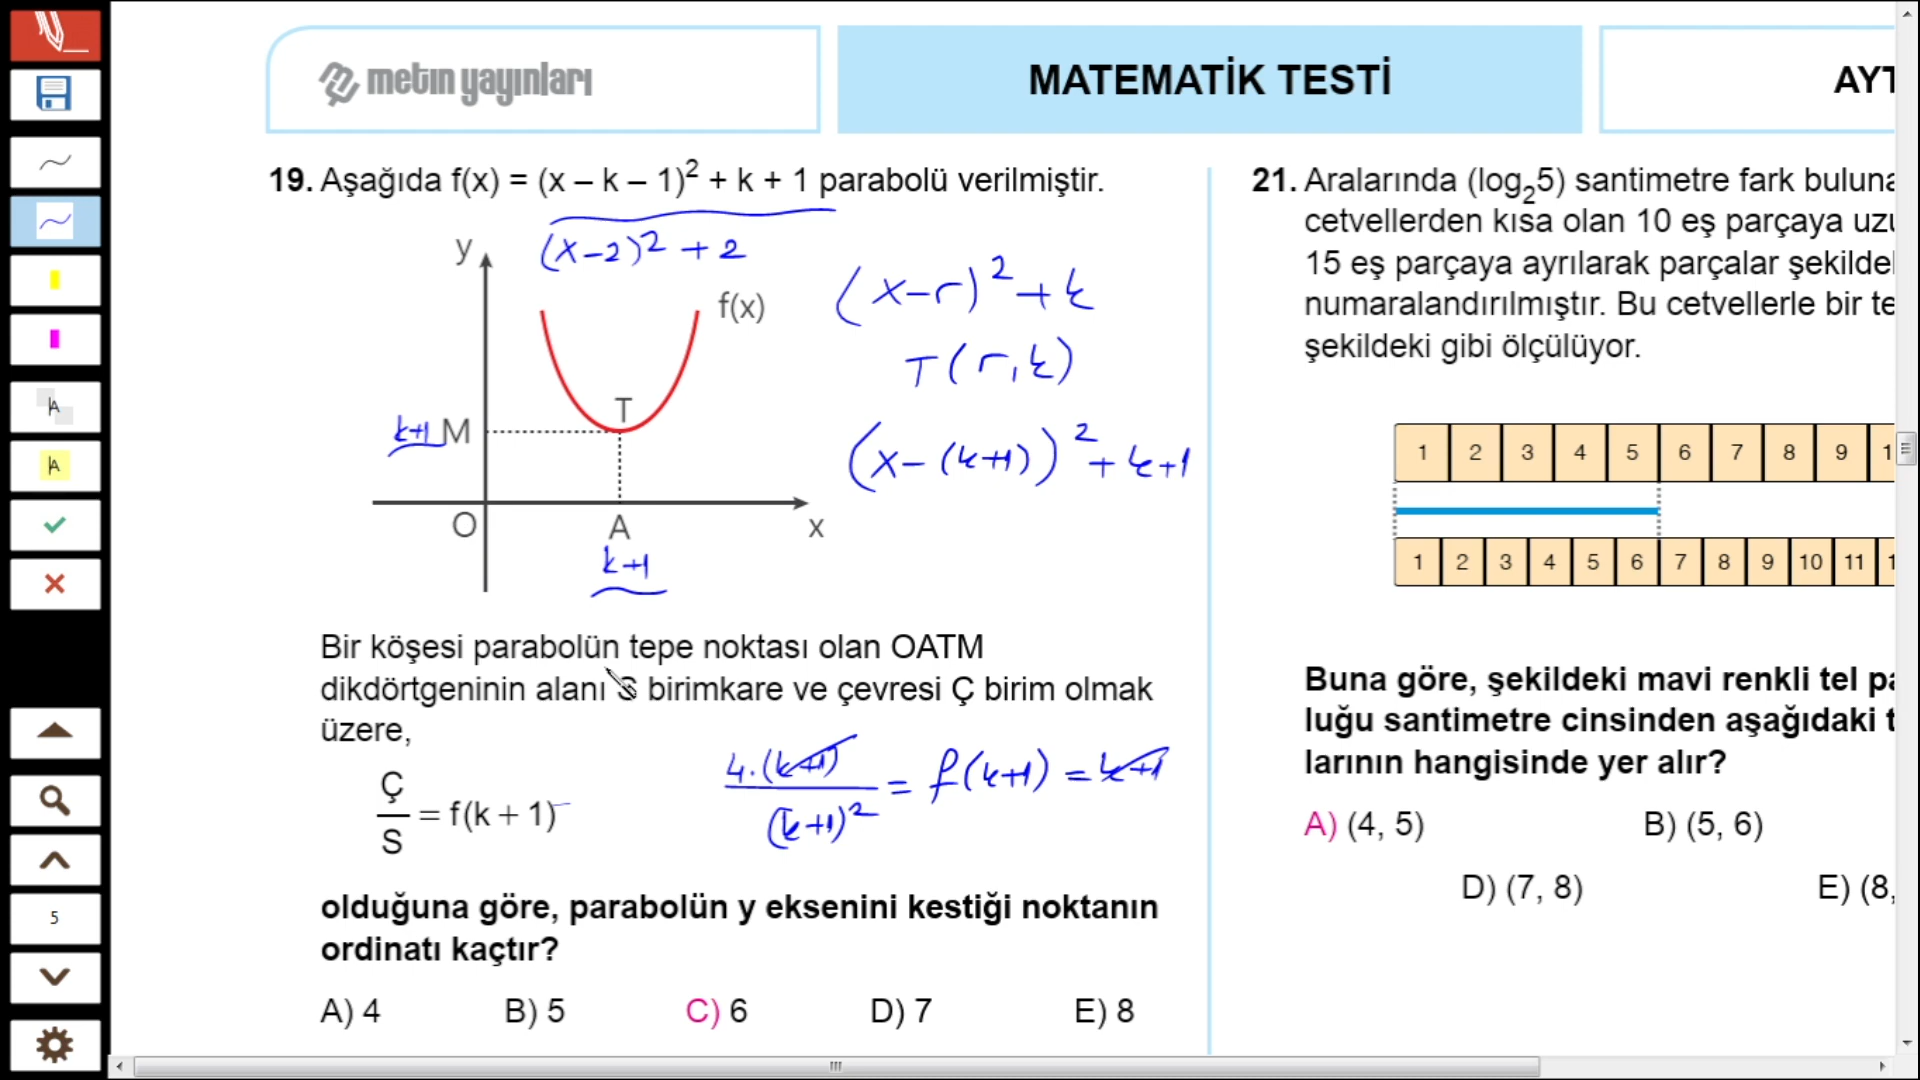 metin yayınları
MATEMATİK TESTİ
AYT
19. Aşağıda f(x) = (x – k – 1)² + k + 1 parabolü verilmiştir.
(x-2)² + 2
y
f(x)
(x-r)² + k
T(r,k)
T
k+1 M
(x-(k+1))² + k+1
O
A
x
k+1
Bir köşesi parabolün tepe noktası olan OATM
dikdörtgeninin alanı S birimkare ve çevresi Ç birim olmak
üzere,
Ç/S = f(k + 1)
4.(k+1)/(k+1)² = f(k+1) = k+1
olduğuna göre, parabolün y eksenini kestiği noktanın
ordinatı kaçtır?
A) 4 B) 5 C) 6 D) 7 E) 8
21. Aralarında (log₂5) santimetre fark
cetvellerden kısa olan 10 eş parçaya
15 eş parçaya ayrılarak parçalar
numaralandırılmıştır. Bu cetvellerle bir
şekildeki gibi ölçülüyor.
1 2 3 4 5 6 7 8 9 1
1 2 3 4 5 6 7 8 9 10 11 1
Buna göre, şekildeki mavi renkli tel
luğu santimetre cinsinden aşağıdaki
larının hangisinde yer alır?
A) (4, 5) B) (5, 6)
D) (7, 8) E) (8,
5